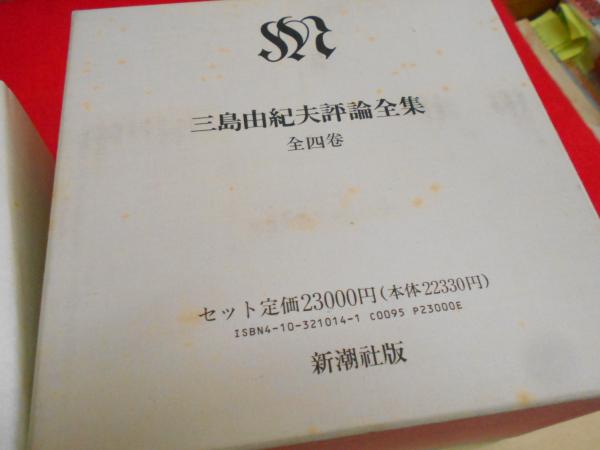 三島由紀夫評論全集
全四巻
セット定価23000円(本体22330円)
ISBN4-10-321014-1 C0095 P23000E
新潮社版